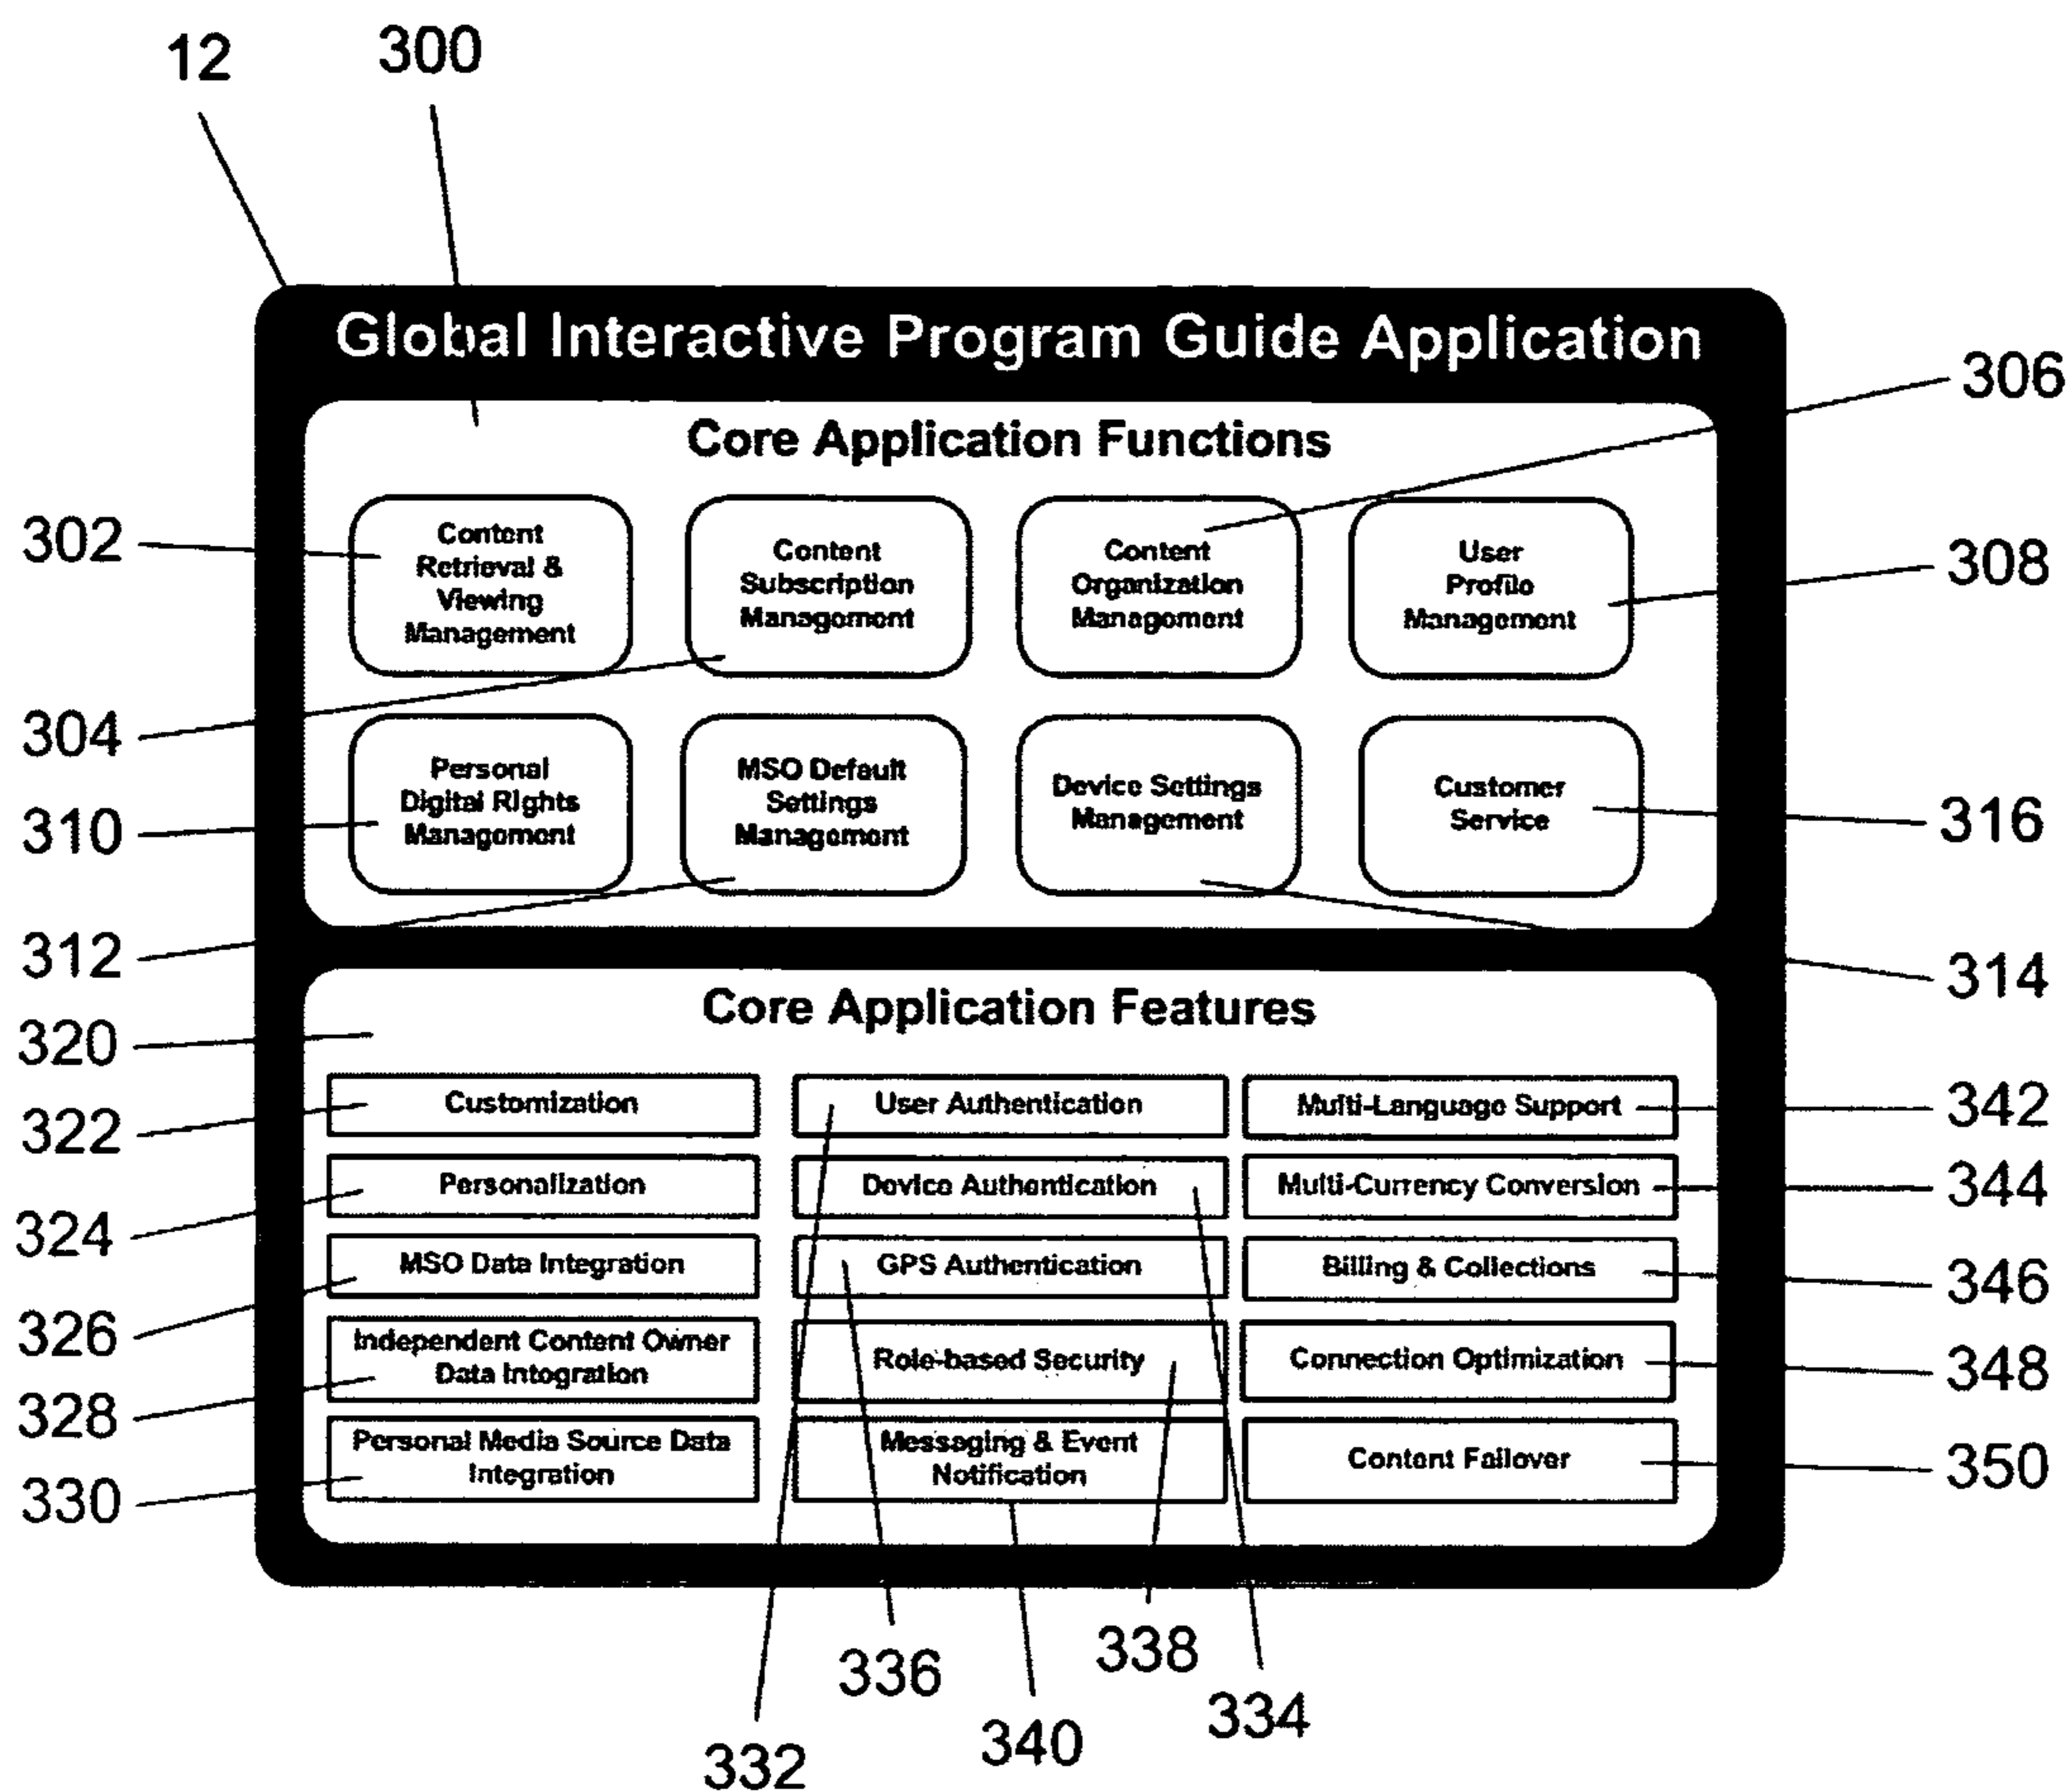 12
300
Global Interactive Program Guide Application
306
Core Application Functions
302
Content
Retrieval &
Viewing
Management
Content
Subscription
Management
Content
Organization
Management
User
Profile
Management
308
304
310
Personal
Digital Rights
Management
MSO Default
Settings
Management
Device Settings
Management
Customer
Service
316
312
314
Core Application Features
320
322
Customization
User Authentication
Multi-Language Support
342
324
Personalization
Device Authentication
Multi-Currency Conversion
344
326
MSO Data Integration
GPS Authentication
Billing & Collections
346
328
Independent Content Owner
Data Integration
Role-based Security
Connection Optimization
348
330
Personal Media Source Data
Integration
Messaging & Event
Notification
Content Failover
350
336
338
334
332
340